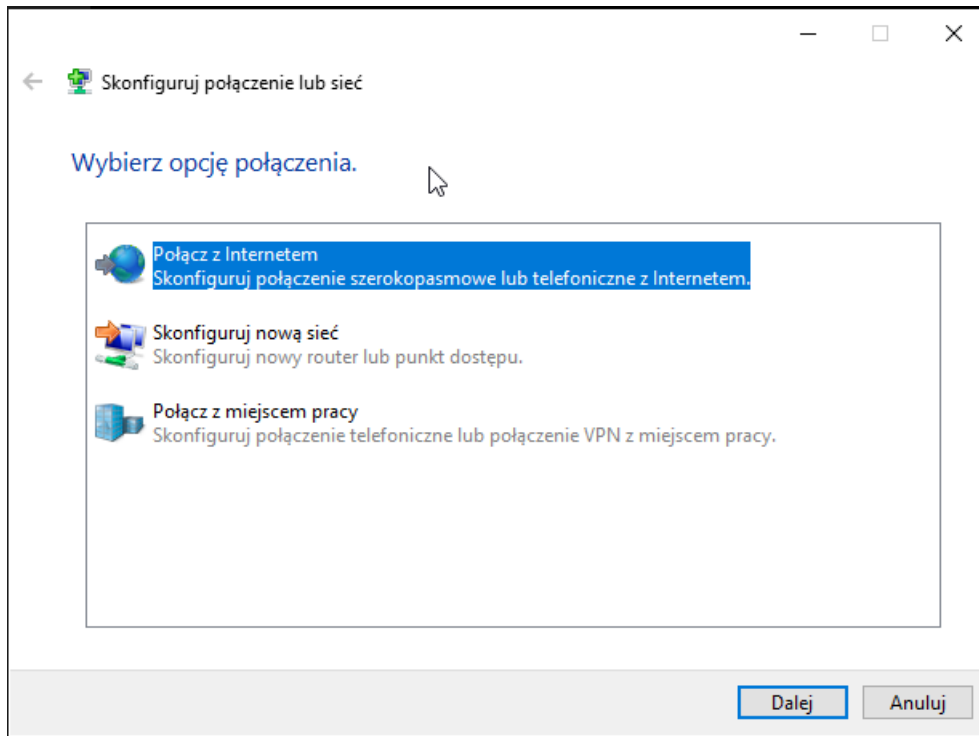 Skonfiguruj połączenie lub sieć
Wybierz opcję połączenia.
Połącz z Internetem
Skonfiguruj połączenie szerokopasmowe lub telefoniczne z Internetem.
Skonfiguruj nową sieć
Skonfiguruj nowy router lub punkt dostępu.
Połącz z miejscem pracy
Skonfiguruj połączenie telefoniczne lub połączenie VPN z miejscem pracy.
Dalej
Anuluj